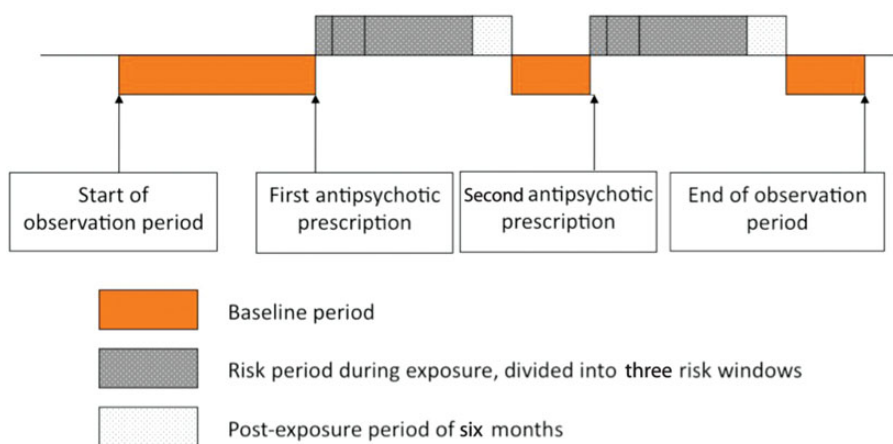 Start of
observation period
First antipsychotic
prescription
Second antipsychotic
prescription
End of observation
period
Baseline period
Risk period during exposure, divided into three risk windows
Post-exposure period of six months